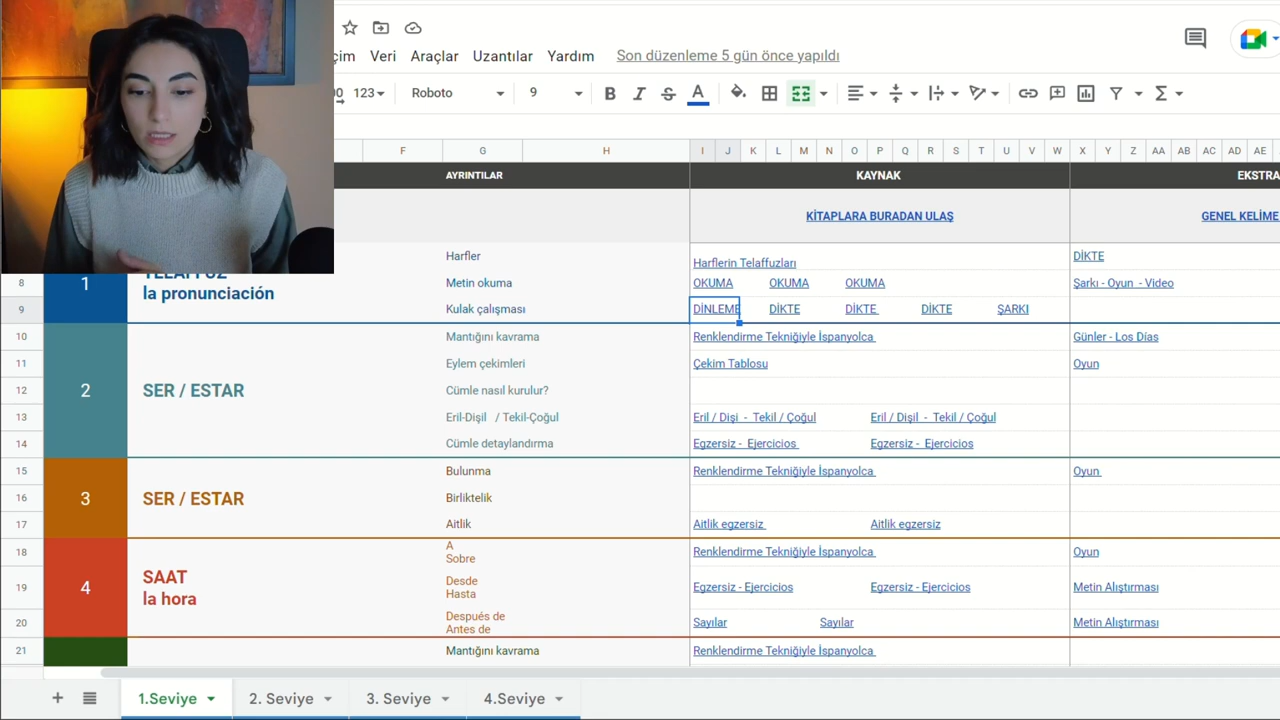 çim Veri Araçlar Uzantılar Yardım Son düzenleme 5 gün önce yapıldı
123 Roboto 9 B I S A Σ
F G H I J K L M N O P Q R S T U V W X Y Z AA AB AC AD AE
AYRINTILAR KAYNAK EKSTRA
KİTAPLARA BURADAN ULAŞ GENEL KELİME
Harfler Harflerin Telaffuzları DİKTE
8 1 la pronunciación Metin okuma OKUMA OKUMA OKUMA Şarkı - Oyun - Video
9 Kulak çalışması DİNLEME DİKTE DİKTE DİKTE ŞARKI
10 Mantığını kavrama Renklendirme Tekniğiyle İspanyolca Günler - Los Días
11 Eylem çekimleri Çekim Tablosu Oyun
12 2 SER / ESTAR Cümle nasıl kurulur?
13 Eril-Dişil / Tekil-Çoğul Eril / Dişi - Tekil / Çoğul Eril / Dişil - Tekil / Çoğul
14 Cümle detaylandırma Egzersiz - Ejercicios Egzersiz - Ejercicios
15 Bulunma Renklendirme Tekniğiyle İspanyolca Oyun
16 3 SER / ESTAR Birliktelik
17 Aitlik Aitlik egzersiz Aitlik egzersiz
18 A Renklendirme Tekniğiyle İspanyolca Oyun
Sobre
4 SAAT
19 Desde Egzersiz - Ejercicios Egzersiz - Ejercicios Metin Alıştırması
la hora Hasta
20 Después de Sayılar Sayılar Metin Alıştırması
Antes de
21 Mantığını kavrama Renklendirme Tekniğiyle İspanyolca
+ 1.Seviye 2. Seviye 3. Seviye 4.Seviye